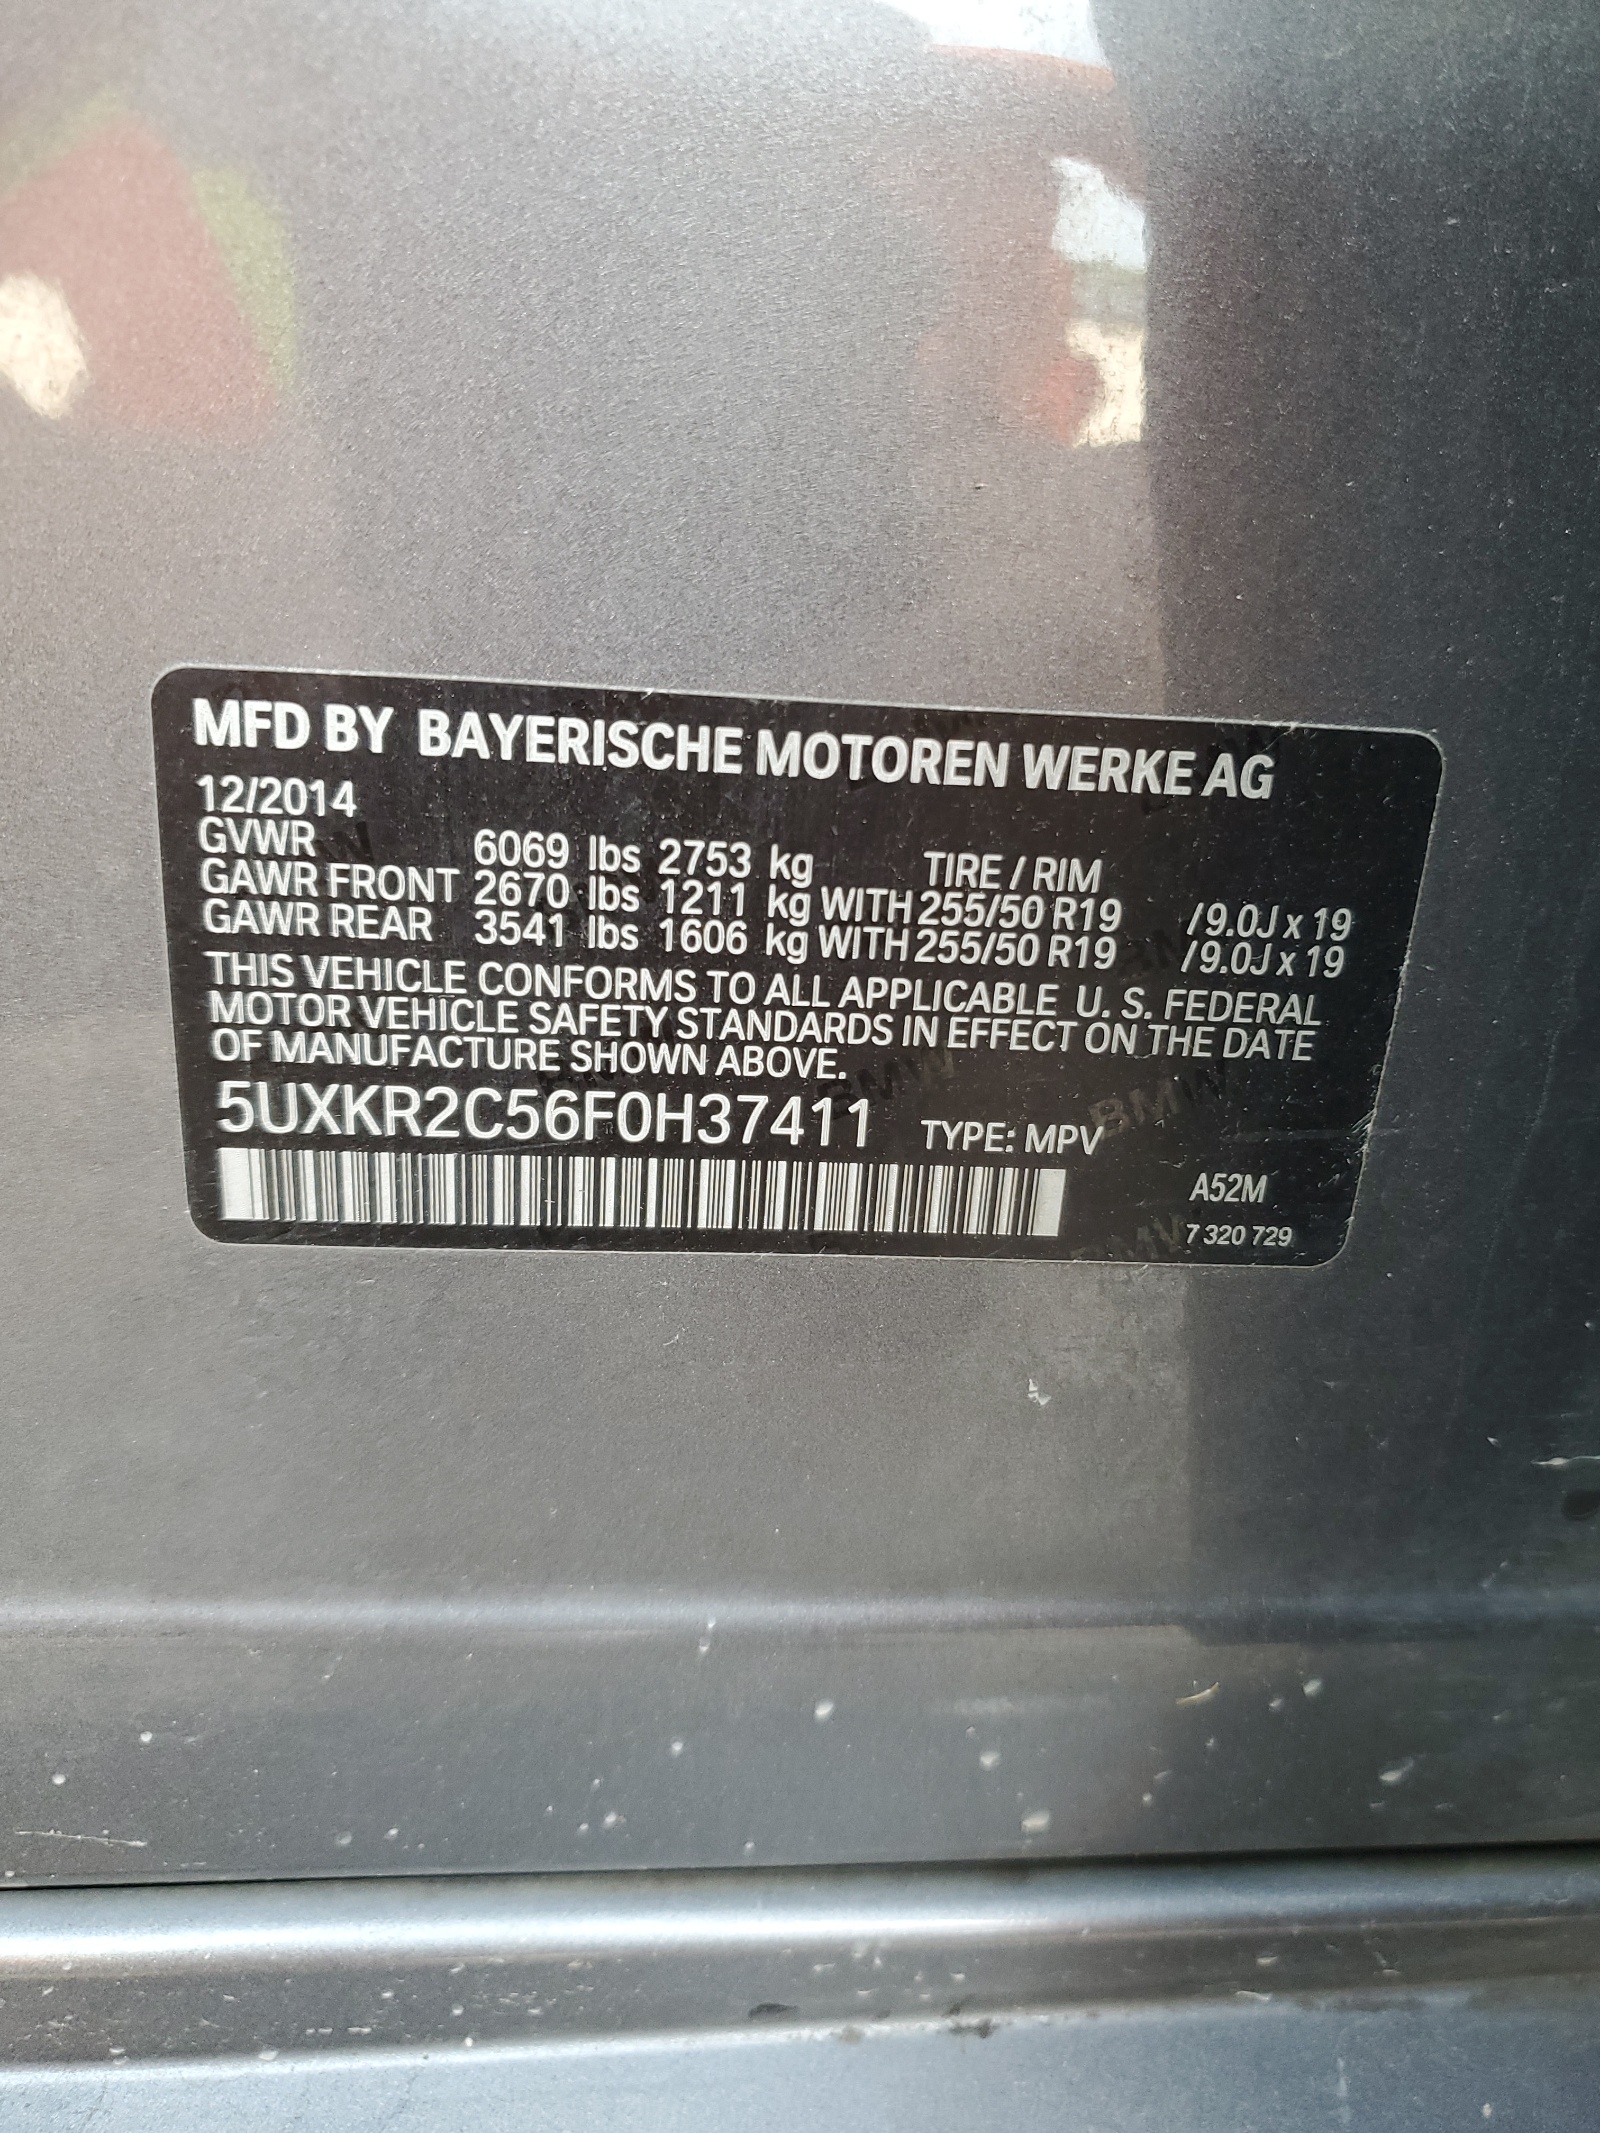 MFD BY BAYERISCHE MOTOREN WERKE AG
12/2014
GVWR 6069 lbs 2753 kg TIRE / RIM
GAWR FRONT 2670 lbs 1211 kg WITH 255/50 R19 /9.0J x 19
GAWR REAR 3541 lbs 1606 kg WITH 255/50 R19 /9.0J x 19
THIS VEHICLE CONFORMS TO ALL APPLICABLE U. S. FEDERAL
MOTOR VEHICLE SAFETY STANDARDS IN EFFECT ON THE DATE
OF MANUFACTURE SHOWN ABOVE.
5UXKR2C56F0H37411 TYPE: MPV
A52M
7 320 729